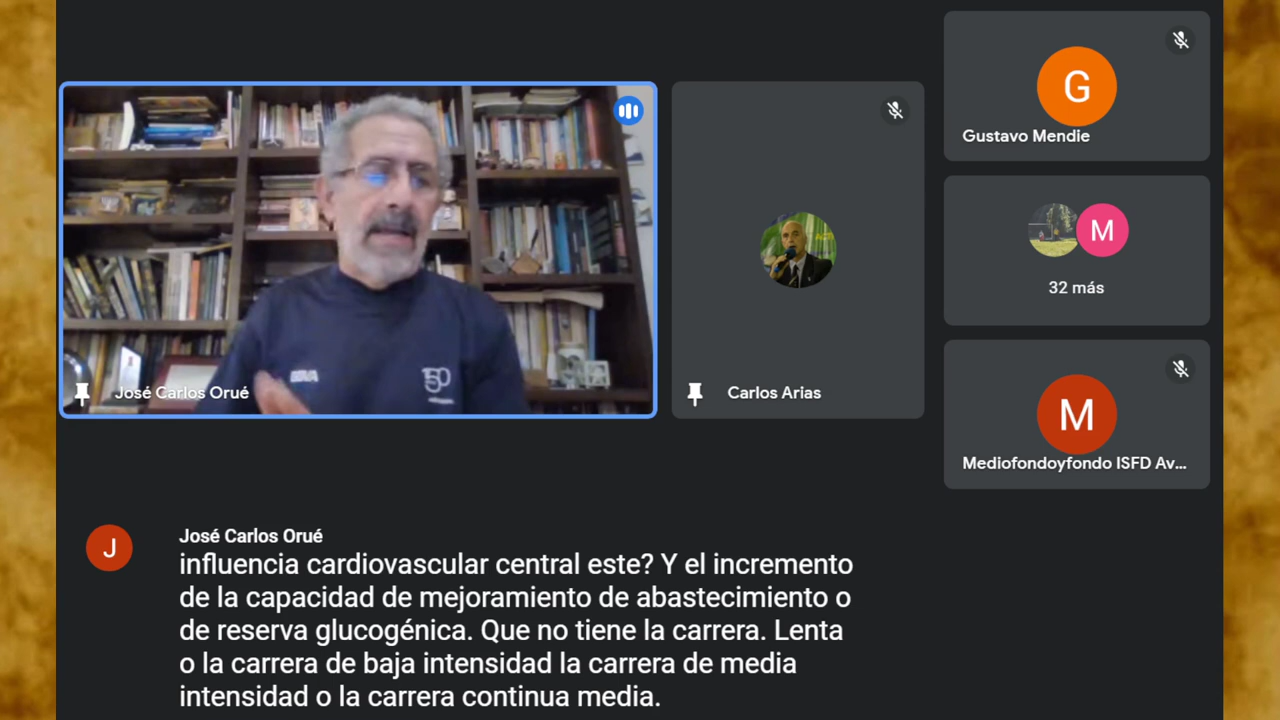 José Carlos Orué
BBVA
150
Carlos Arias
G
Gustavo Mendie
M
32 más
M
Mediofondoyfondo ISFD Av...
J
José Carlos Orué
influencia cardiovascular central este? Y el incremento
de la capacidad de mejoramiento de abastecimiento o
de reserva glucogénica. Que no tiene la carrera. Lenta
o la carrera de baja intensidad la carrera de media
intensidad o la carrera continua media.